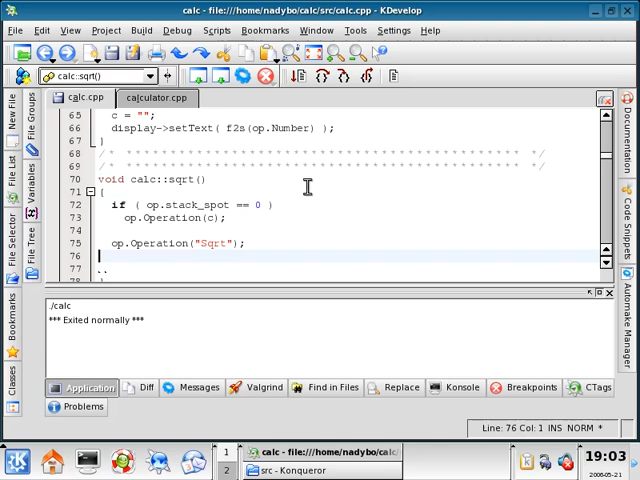 calc - file:///home/nadybo/calc/src/calc.cpp - KDevelop
File Edit View Project Build Debug Scripts Bookmarks Window Tools Settings Help
calc::sqrt()
calc.cpp calculator.cpp
65 c = "";
66 display->setText( f2s(op.Number) );
67 }
68 /* * * * * * * * * * * * * * * * * * * * * * * * * * * * * * * * * * * */
69 /* * * * * * * * * * * * * * * * * * * * * * * * * * * * * * * * * * * */
70 void calc::sqrt()
71 {
72 if ( op.stack_spot == 0 )
73 op.Operation(c);
74
75 op.Operation("Sqrt");
76
77
78
New File
File Groups
File List
Variables
File Selector
File Tree
Bookmarks
Classes
Documentation
Automake Manager
./calc
*** Exited normally ***
Application Diff Messages Valgrind Find in Files Replace Konsole Breakpoints CTags
Problems
Line: 76 Col: 1 INS NORM *
1
2
calc - file:///home/nadybo/calc/
src - Konqueror
19:03
2006-05-21